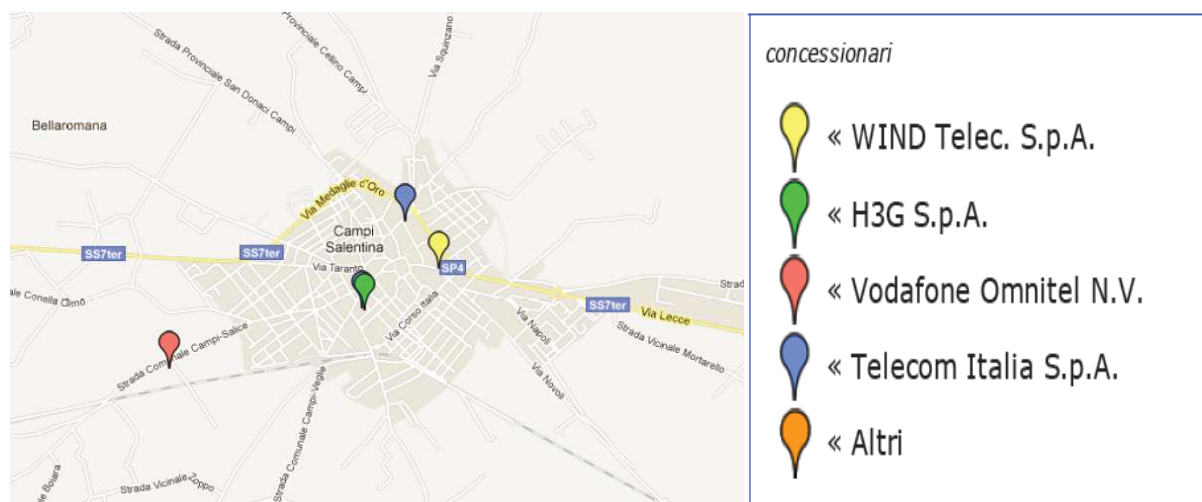 Strada Provinciale San Donaci Campi
Provinciale Cellino Campi
Via Squinzano
Bellaromana
Via Medaglie d'Oro
Campi
Salentina
SS7ter
SS7ter
Via Taranto
SP4
SS7ter
Via Lecce
Via Corso Italia
Via Napoli
Strada Vicinale Mortarello
Via Novoli
Strada Comunale Campi-Salice
Strada Comunale Campi-Veglie
Strada Vicinale Zoppo
concessionari
« WIND Telec. S.p.A.
« H3G S.p.A.
« Vodafone Omnitel N.V.
« Telecom Italia S.p.A.
« Altri